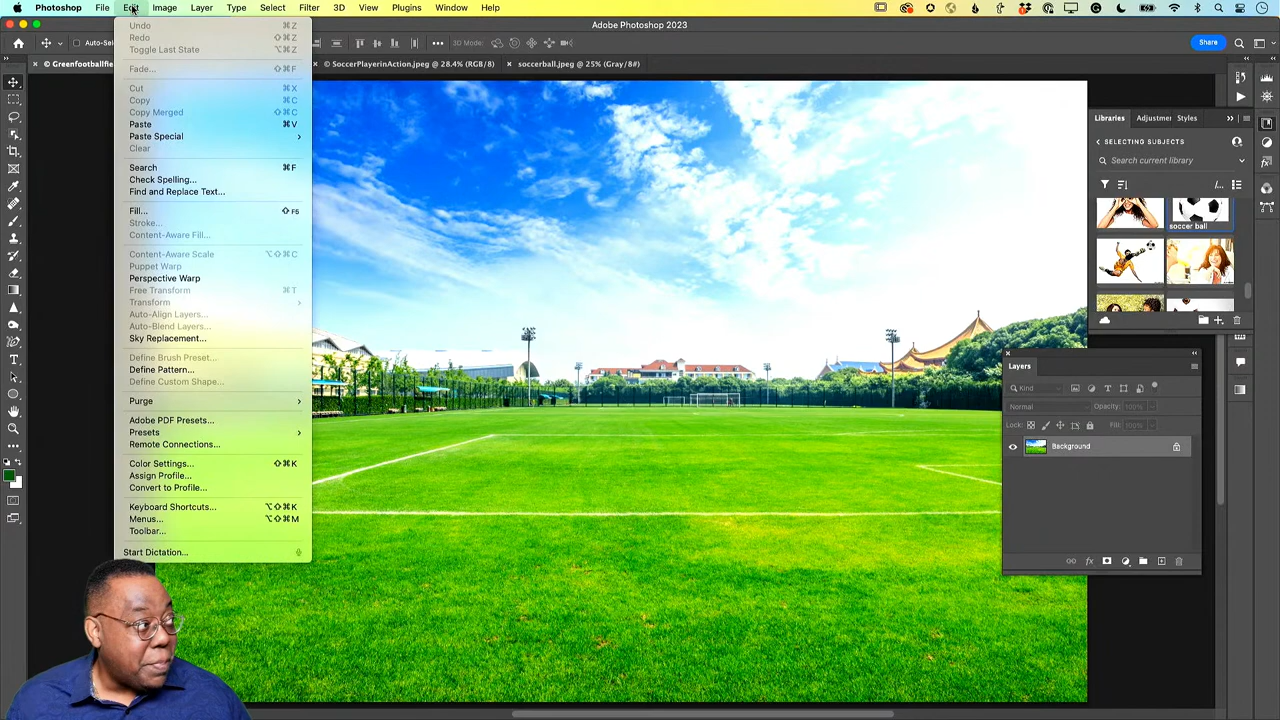 Photoshop File Edit Image Layer Type Select Filter 3D View Plugins Window Help
Adobe Photoshop 2023
Auto-Sele
3D Mode:
Share
© Greenfootballfie
© SoccerPlayerinAction.jpeg @ 28.4% (RGB/8)
soccerball.jpeg @ 25% (Gray/8#)
Undo ⌘Z
Redo ⇧⌘Z
Toggle Last State ⌥⌘Z
Fade... ⇧⌘F
Cut ⌘X
Copy ⌘C
Copy Merged ⇧⌘C
Paste ⌘V
Paste Special
Clear
Search ⌘F
Check Spelling...
Find and Replace Text...
Fill... ⇧F5
Stroke...
Content-Aware Fill...
Content-Aware Scale ⌥⇧⌘C
Puppet Warp
Perspective Warp
Free Transform ⌘T
Transform
Auto-Align Layers...
Auto-Blend Layers...
Sky Replacement...
Define Brush Preset...
Define Pattern...
Define Custom Shape...
Purge
Adobe PDF Presets...
Presets
Remote Connections...
Color Settings... ⇧⌘K
Assign Profile...
Convert to Profile...
Keyboard Shortcuts... ⌥⇧⌘K
Menus... ⌥⇧⌘M
Toolbar...
Start Dictation...
Libraries Adjustmer Styles
SELECTING SUBJECTS
Search current library
soccer ball
Layers
Kind
Normal Opacity: 100%
Lock: Fill: 100%
Background